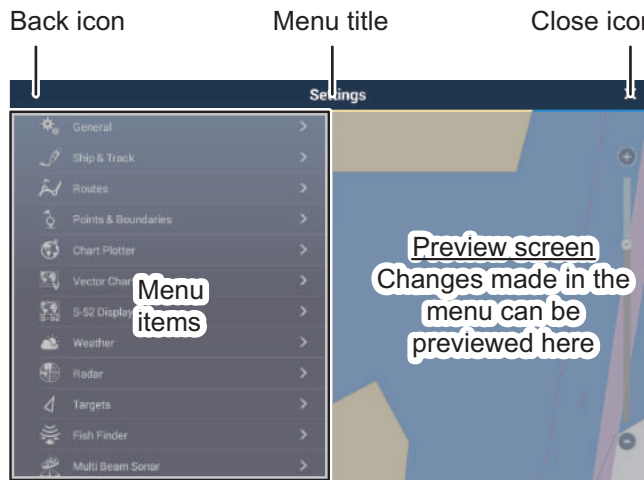 Back icon Menu title Close icon
Settings
General
Ship & Track
Routes
Points & Boundaries
Chart Plotter
Vector Char
S-52 Display
Weather
Radar
Targets
Fish Finder
Multi Beam Sonar
Menu
items
Preview screen
Changes made in the
menu can be
previewed here